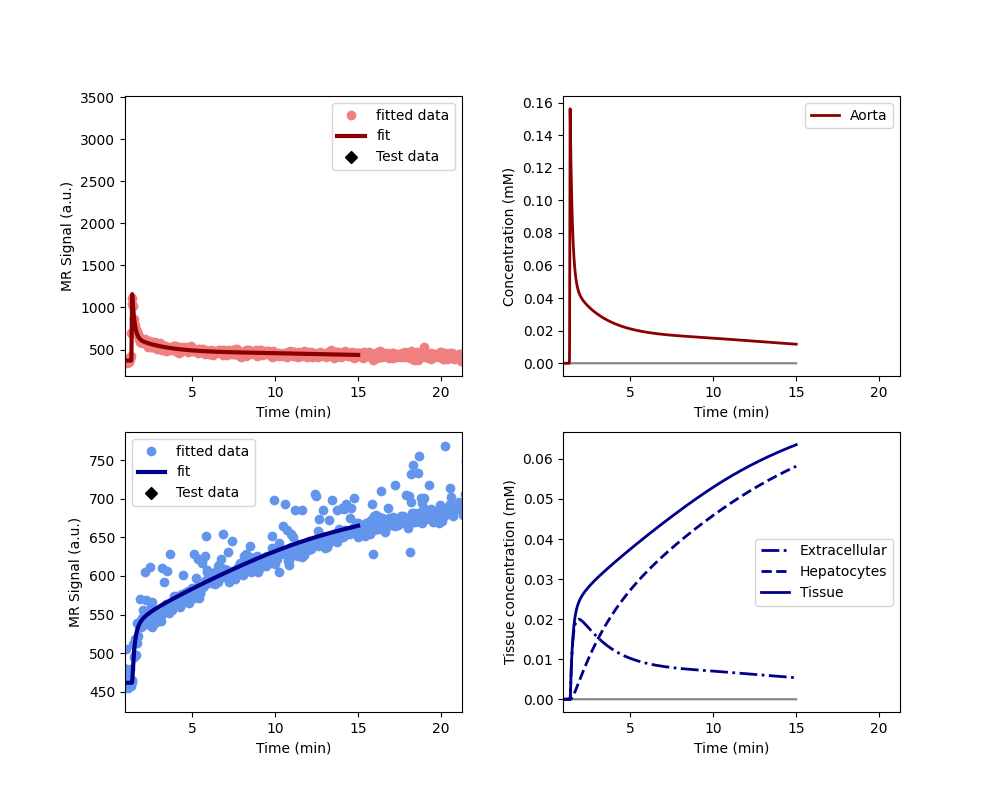 3500
3000
2500
2000
1500
1000
500
MR Signal (a.u.)
fitted data
fit
Test data
5
10
15
20
Time (min)
0.16
0.14
0.12
0.10
0.08
0.06
0.04
0.02
0.00
Concentration (mM)
Aorta
5
10
15
20
Time (min)
750
700
650
600
550
500
450
MR Signal (a.u.)
fitted data
fit
Test data
5
10
15
20
Time (min)
0.06
0.05
0.04
0.03
0.02
0.01
0.00
Tissue concentration (mM)
Extracellular
Hepatocytes
Tissue
5
10
15
20
Time (min)